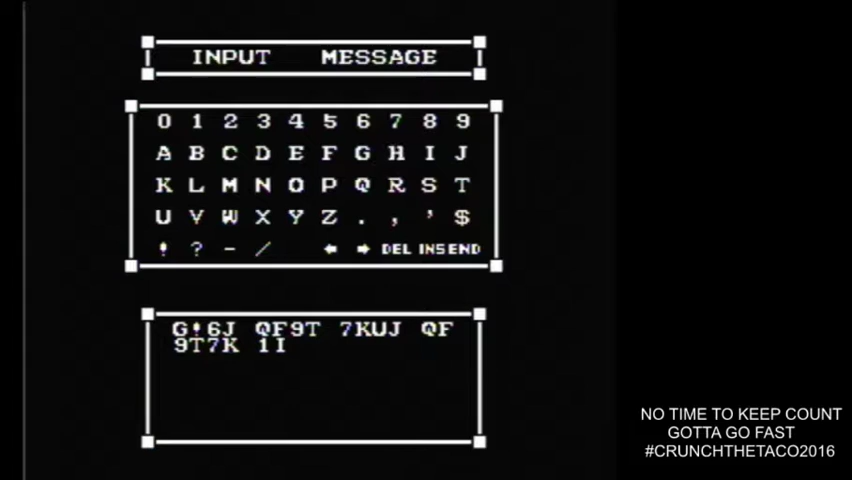 INPUT MESSAGE
0 1 2 3 4 5 6 7 8 9
A B C D E F G H I J
K L M N O P Q R S T
U V W X Y Z . , ' $
! ? - / ← → DEL INS END
G!6J QF9T 7KUJ QF
9T7K 1I
NO TIME TO KEEP COUNT
GOTTA GO FAST
#CRUNCHTHETACO2016